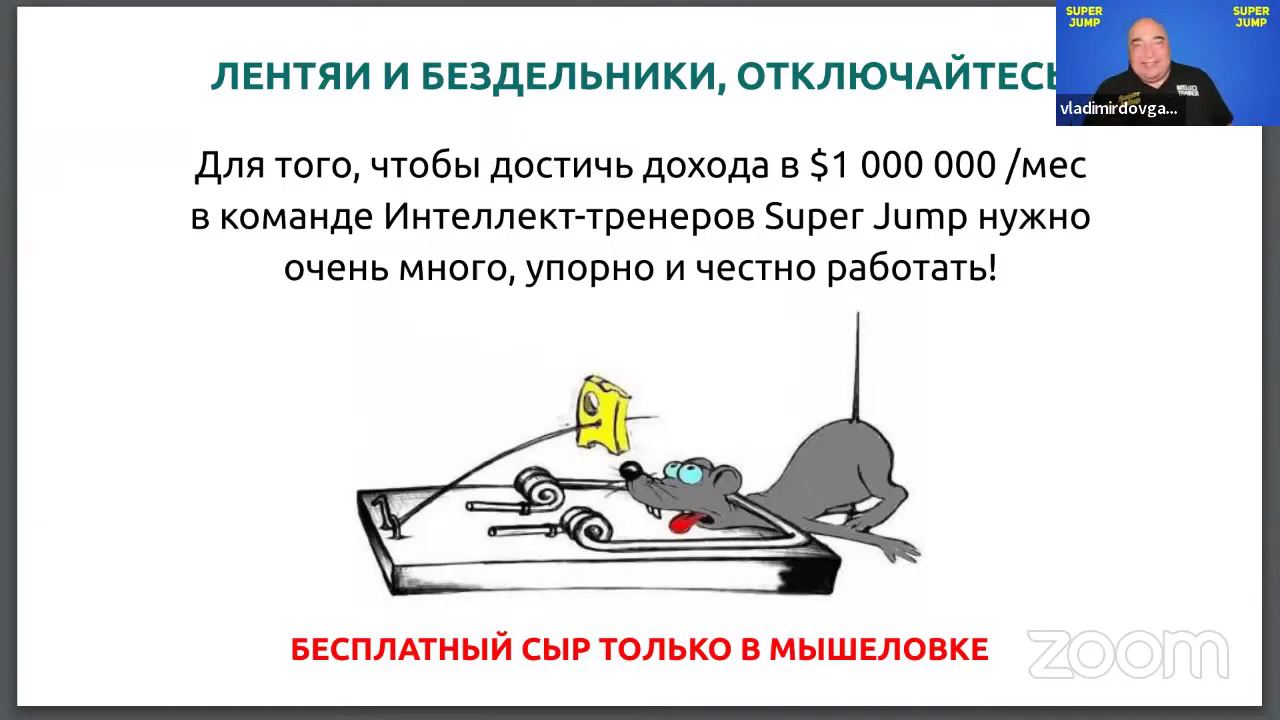 ЛЕНТЯИ И БЕЗДЕЛЬНИКИ, ОТКЛЮЧАЙТЕСЬ
SUPER
JUMP
SUPER
JUMP
vladimirdovga...
Для того, чтобы достичь дохода в $1 000 000 /мес
в команде Интеллект-тренеров Super Jump нужно
очень много, упорно и честно работать!
БЕСПЛАТНЫЙ СЫР ТОЛЬКО В МЫШЕЛОВКЕ
zoom